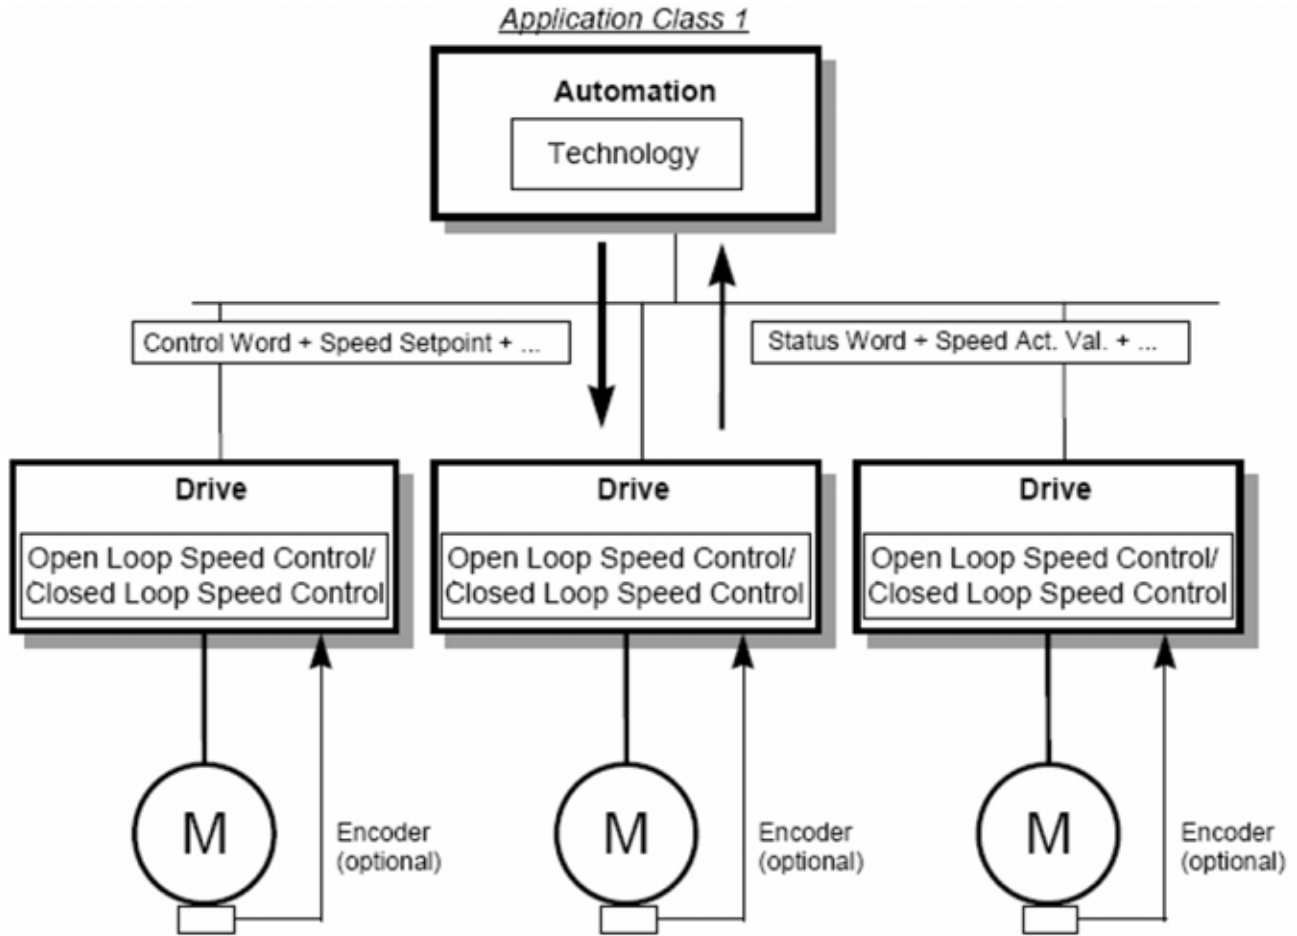 Application Class 1
Automation
Technology
Control Word + Speed Setpoint + ...
Status Word + Speed Act. Val. + ...
Drive
Open Loop Speed Control/
Closed Loop Speed Control
Drive
Open Loop Speed Control/
Closed Loop Speed Control
Drive
Open Loop Speed Control/
Closed Loop Speed Control
M
Encoder
(optional)
M
Encoder
(optional)
M
Encoder
(optional)